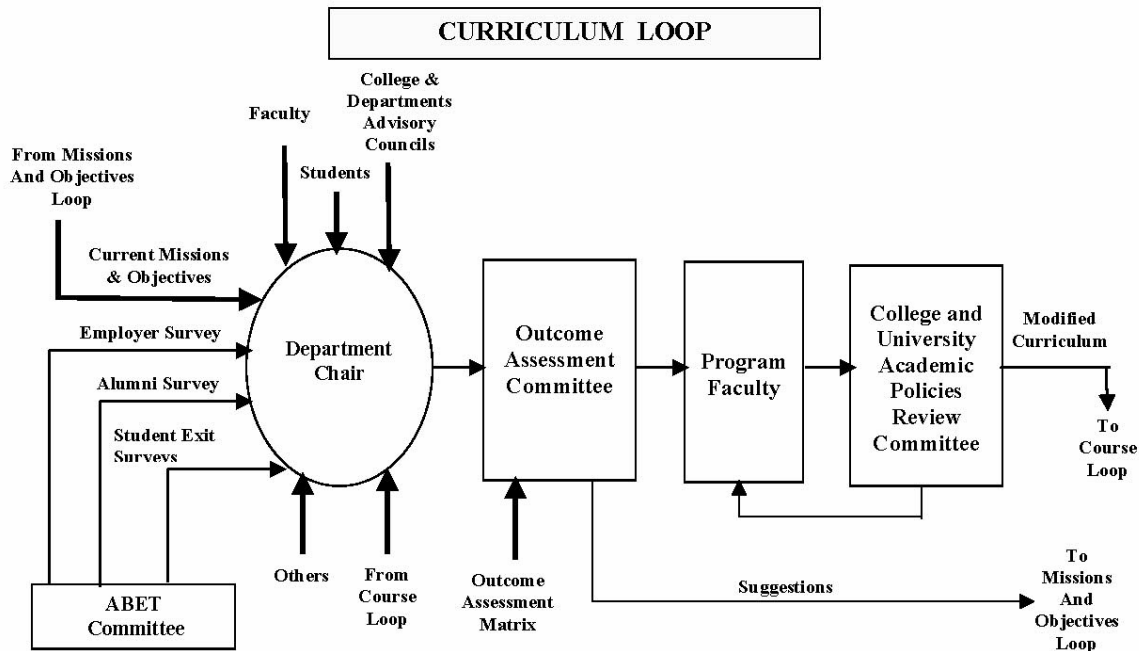 CURRICULUM LOOP
College &
Departments
Advisory
Councils
Faculty
Students
From Missions
And Objectives
Loop
Current Missions
& Objectives
Employer Survey
Alumni Survey
Student Exit
Surveys
Department
Chair
Outcome
Assessment
Committee
Program
Faculty
College and
University
Academic
Policies
Review
Committee
Modified
Curriculum
To
Course
Loop
ABET
Committee
Others
From
Course
Loop
Outcome
Assessment
Matrix
Suggestions
To
Missions
And
Objectives
Loop